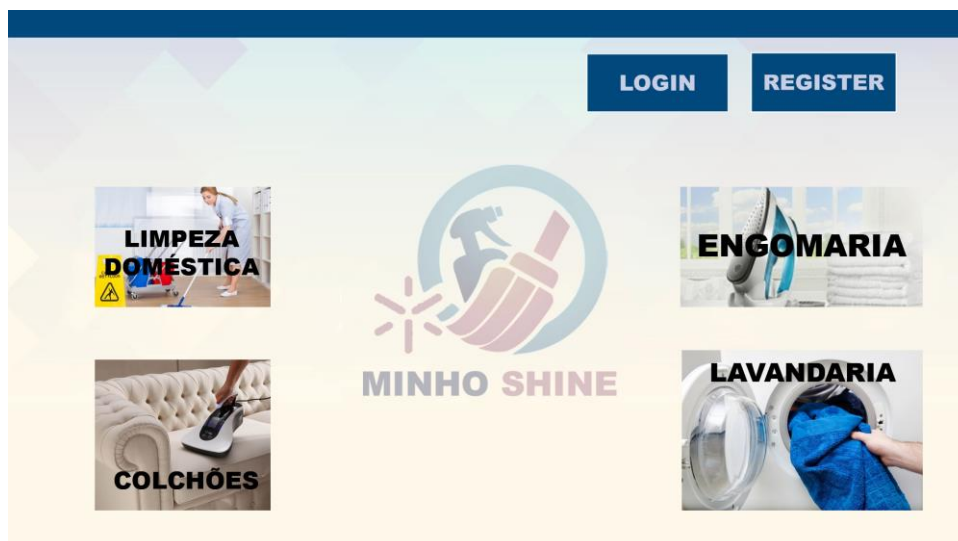 LOGIN
REGISTER
LIMPEZA
DOMÉSTICA
ENGOMARIA
MINHO SHINE
COLCHÕES
LAVANDARIA